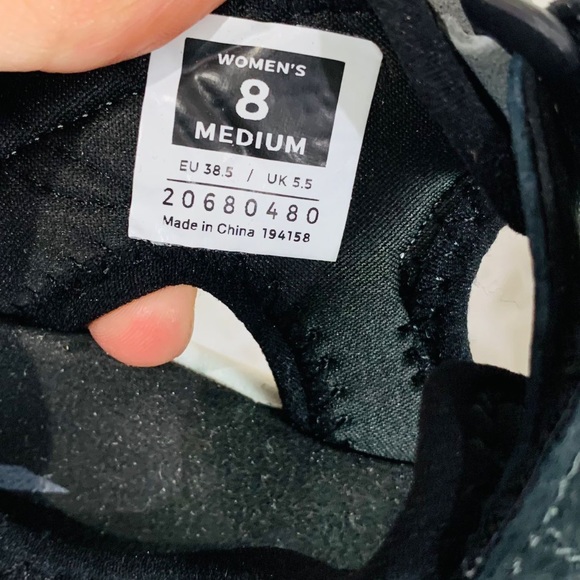 WOMEN'S
8
MEDIUM
EU 38.5 / UK 5.5
20680480
Made in China 194158